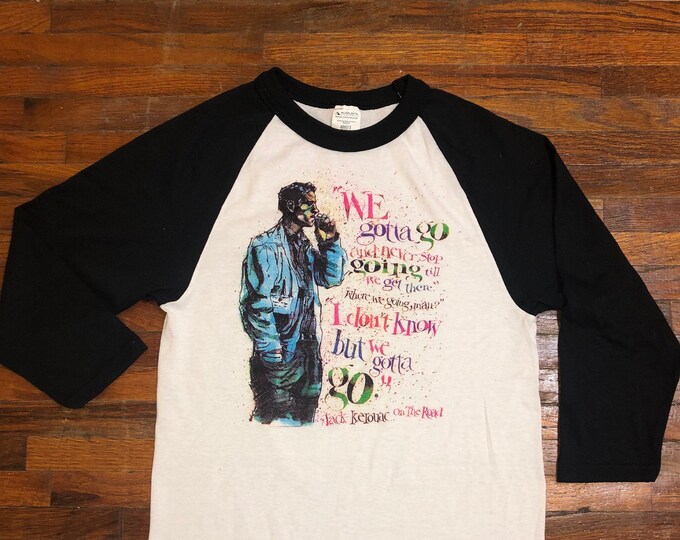 "WE
gotta go
and never stop
going till
we get there."
"Where we going, man?"
"I don't know
but we
gotta
go."
Jack Kerouac on The Road